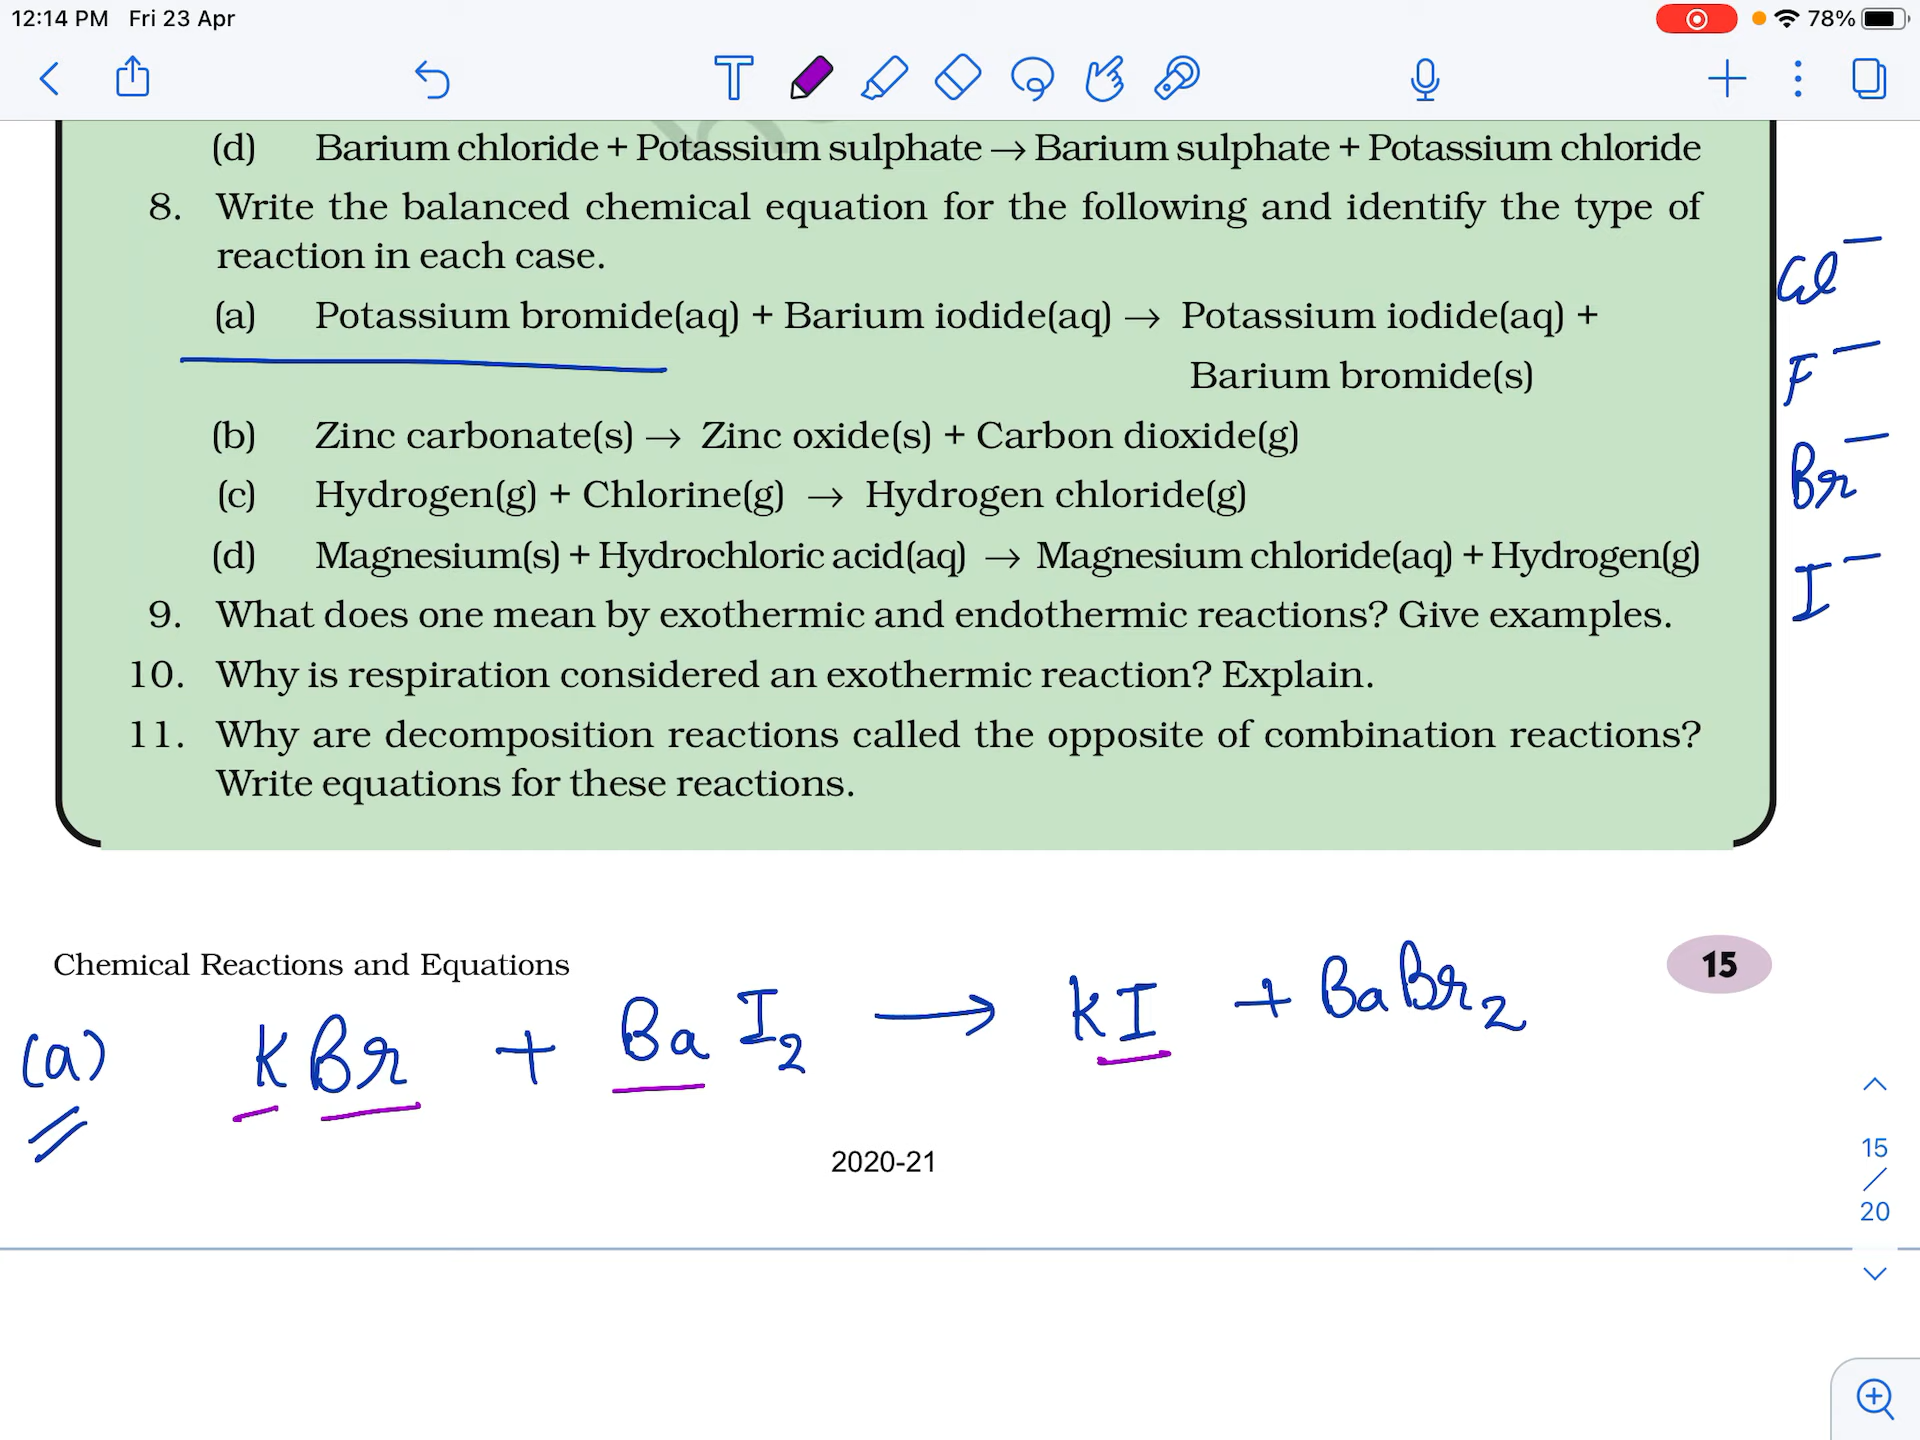 12:14 PM Fri 23 Apr
78%
(d) Barium chloride + Potassium sulphate → Barium sulphate + Potassium chloride
8. Write the balanced chemical equation for the following and identify the type of
reaction in each case.
(a) Potassium bromide(aq) + Barium iodide(aq) → Potassium iodide(aq) +
Barium bromide(s)
(b) Zinc carbonate(s) → Zinc oxide(s) + Carbon dioxide(g)
(c) Hydrogen(g) + Chlorine(g) → Hydrogen chloride(g)
(d) Magnesium(s) + Hydrochloric acid(aq) → Magnesium chloride(aq) + Hydrogen(g)
9. What does one mean by exothermic and endothermic reactions? Give examples.
10. Why is respiration considered an exothermic reaction? Explain.
11. Why are decomposition reactions called the opposite of combination reactions?
Write equations for these reactions.
Cl⁻
F⁻
Br⁻
I⁻
Chemical Reactions and Equations
15
(a) KBr + BaI₂ → KI + BaBr₂
2020-21
15
/
20